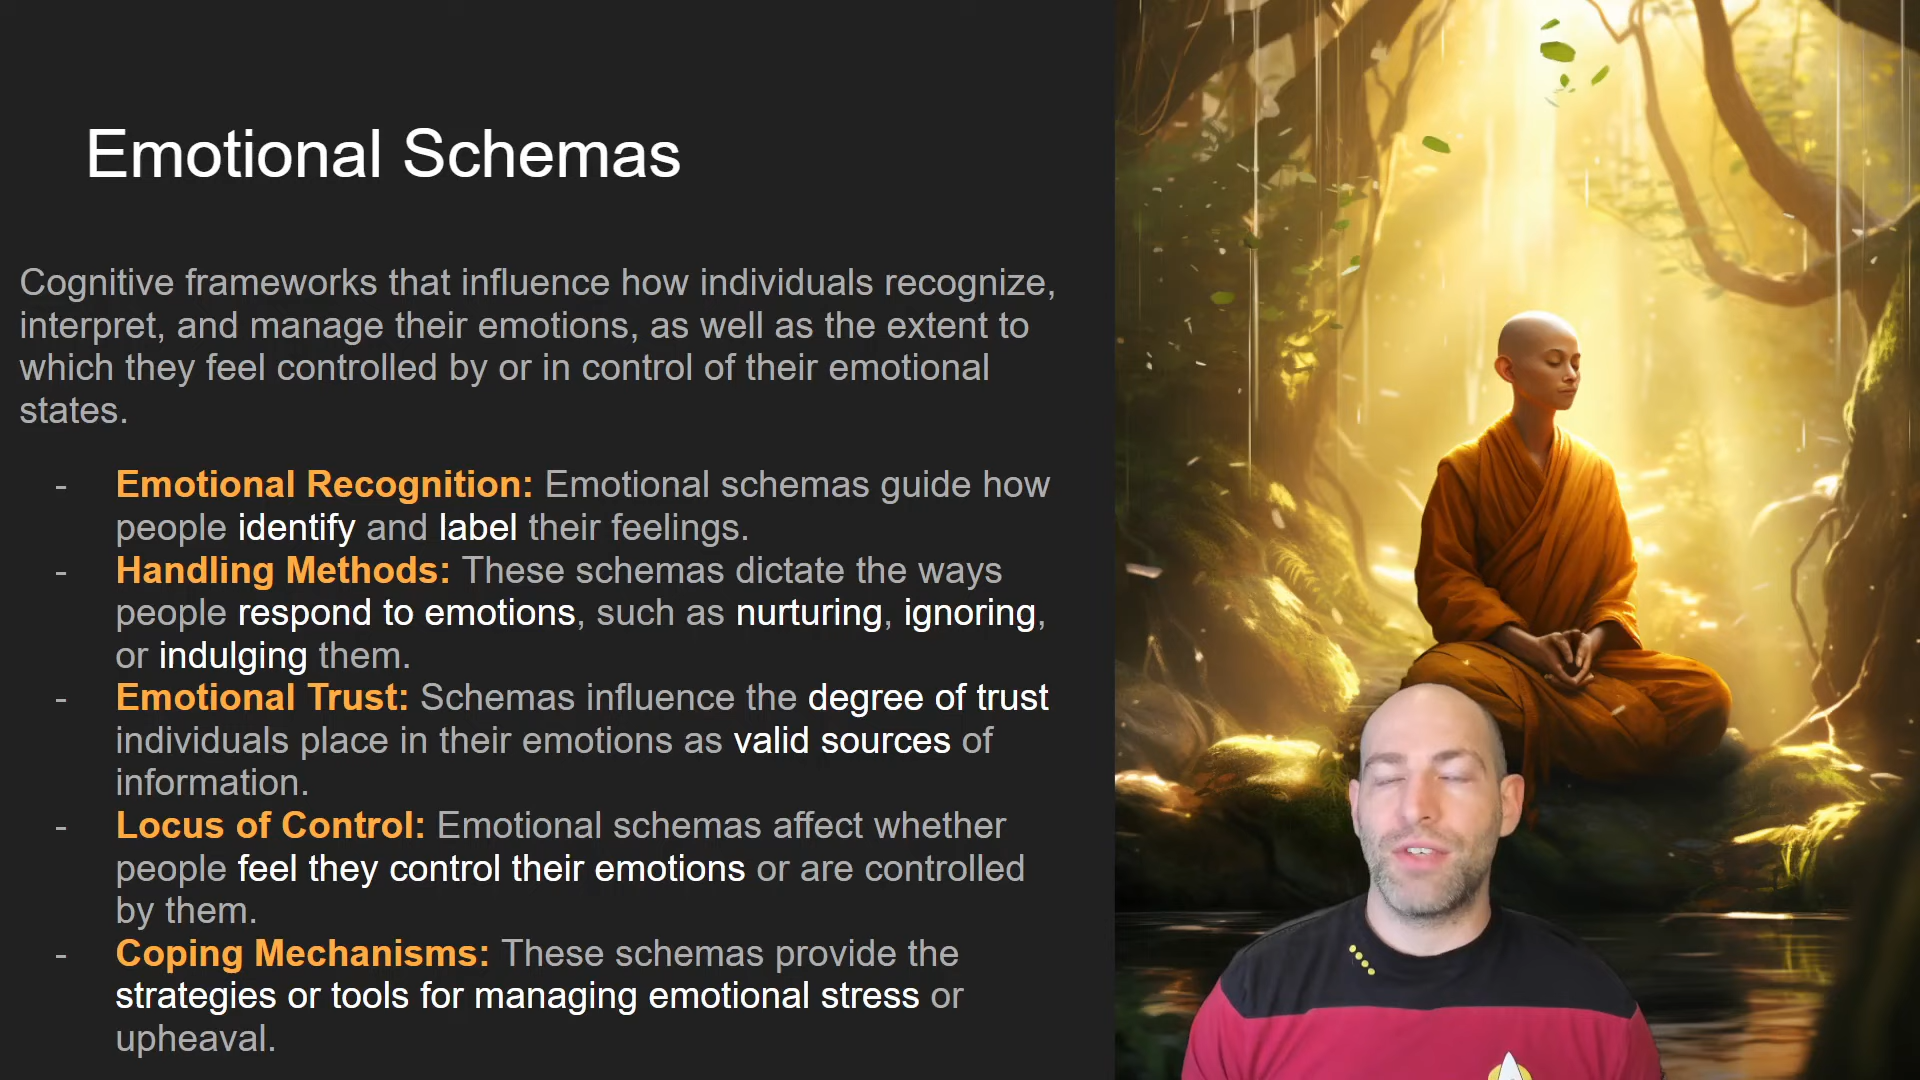 Emotional Schemas
Cognitive frameworks that influence how individuals recognize,
interpret, and manage their emotions, as well as the extent to
which they feel controlled by or in control of their emotional
states.
- Emotional Recognition: Emotional schemas guide how
people identify and label their feelings.
- Handling Methods: These schemas dictate the ways
people respond to emotions, such as nurturing, ignoring,
or indulging them.
- Emotional Trust: Schemas influence the degree of trust
individuals place in their emotions as valid sources of
information.
- Locus of Control: Emotional schemas affect whether
people feel they control their emotions or are controlled
by them.
- Coping Mechanisms: These schemas provide the
strategies or tools for managing emotional stress or
upheaval.